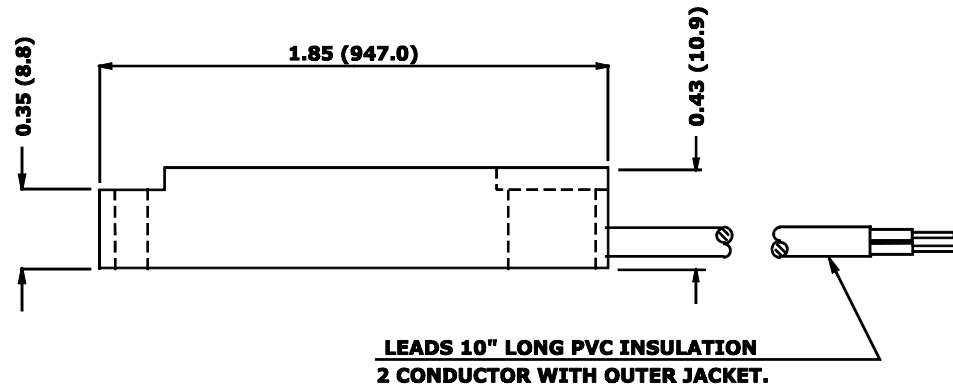 1.85 (947.0)
0.35 (8.8)
0.43 (10.9)
LEADS 10" LONG PVC INSULATION
2 CONDUCTOR WITH OUTER JACKET.